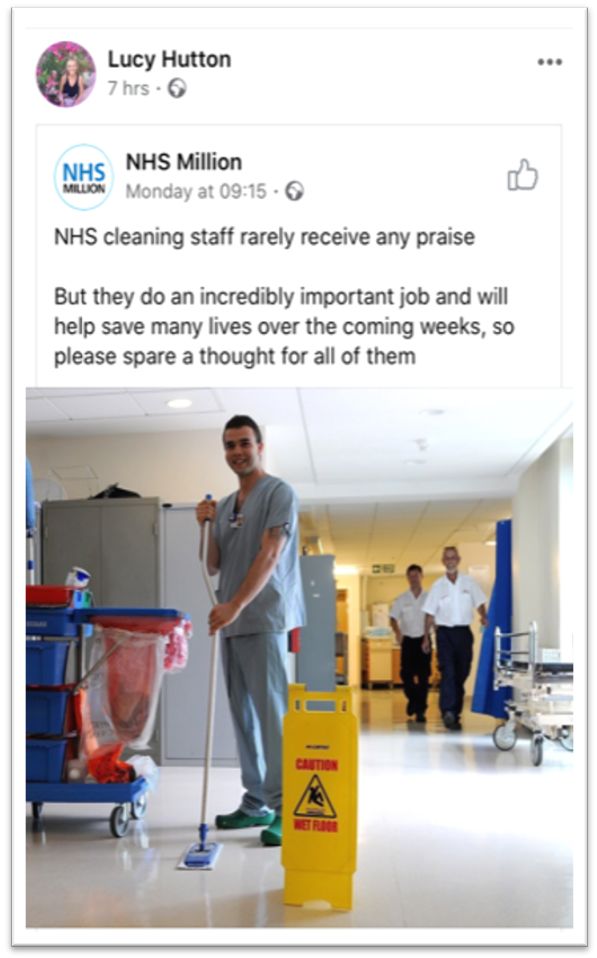 Lucy Hutton
7 hrs ·
NHS
MILLION
NHS Million
Monday at 09:15 ·
NHS cleaning staff rarely receive any praise
But they do an incredibly important job and will
help save many lives over the coming weeks, so
please spare a thought for all of them
CAUTION
WET FLOOR